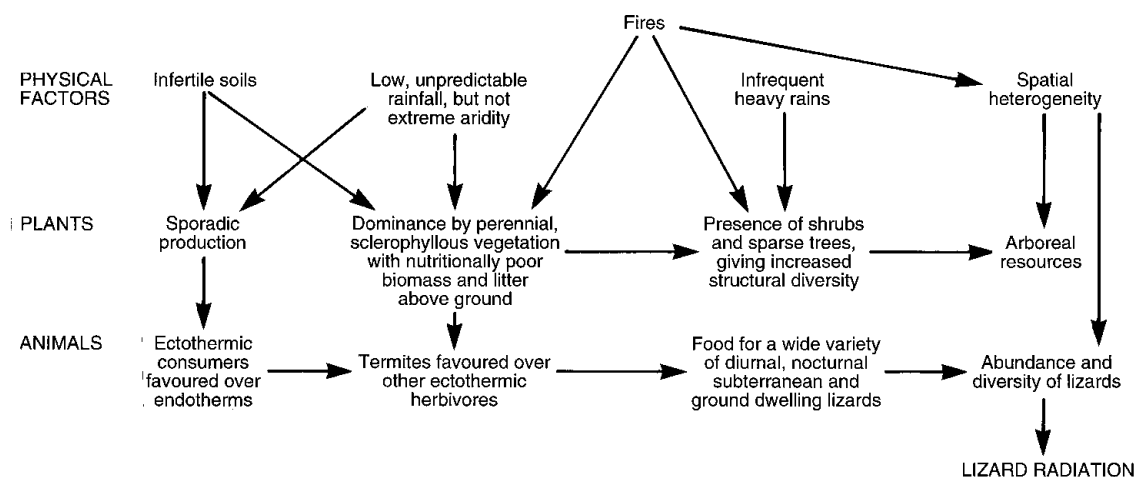 Fires
PHYSICAL
FACTORS
Infertile soils
Low, unpredictable
rainfall, but not
extreme aridity
Infrequent
heavy rains
Spatial
heterogeneity
PLANTS
Sporadic
production
Dominance by perennial,
sclerophyllous vegetation
with nutritionally poor
biomass and litter
above ground
Presence of shrubs
and sparse trees,
giving increased
structural diversity
Arboreal
resources
ANIMALS
Ectothermic
consumers
favoured over
endotherms
Termites favoured over
other ectothermic
herbivores
Food for a wide variety
of diurnal, nocturnal
subterranean and
ground dwelling lizards
Abundance and
diversity of lizards
LIZARD RADIATION